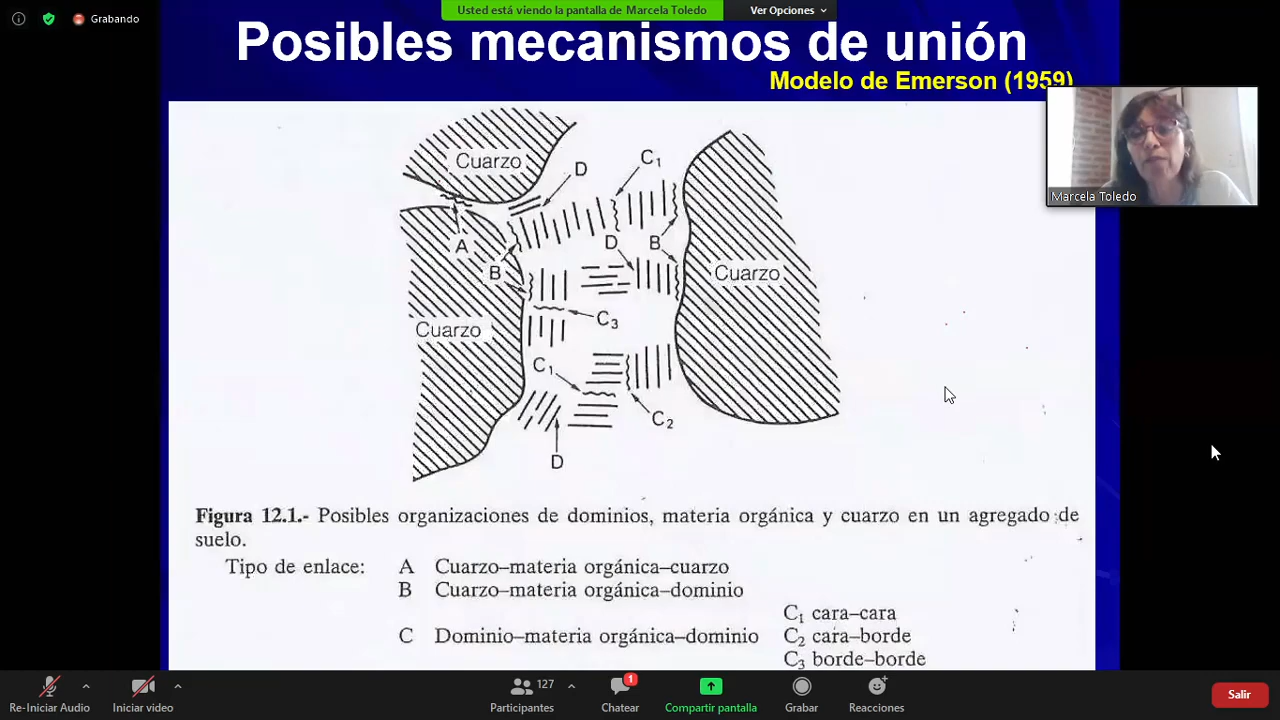 Grabando
Usted está viendo la pantalla de Marcela Toledo
Ver Opciones
Posibles mecanismos de unión
Modelo de Emerson (1959)
Marcela Toledo
Cuarzo
D
C1
A
B
D
B
Cuarzo
Cuarzo
C3
C1
C2
D
Figura 12.1.- Posibles organizaciones de dominios, materia orgánica y cuarzo en un agregado de
suelo.
Tipo de enlace: A Cuarzo–materia orgánica–cuarzo
B Cuarzo–materia orgánica–dominio
C1 cara–cara
C Dominio–materia orgánica–dominio C2 cara–borde
C3 borde–borde
Re-Iniciar Audio
Iniciar video
127
Participantes
1
Chatear
Compartir pantalla
Grabar
Reacciones
Salir